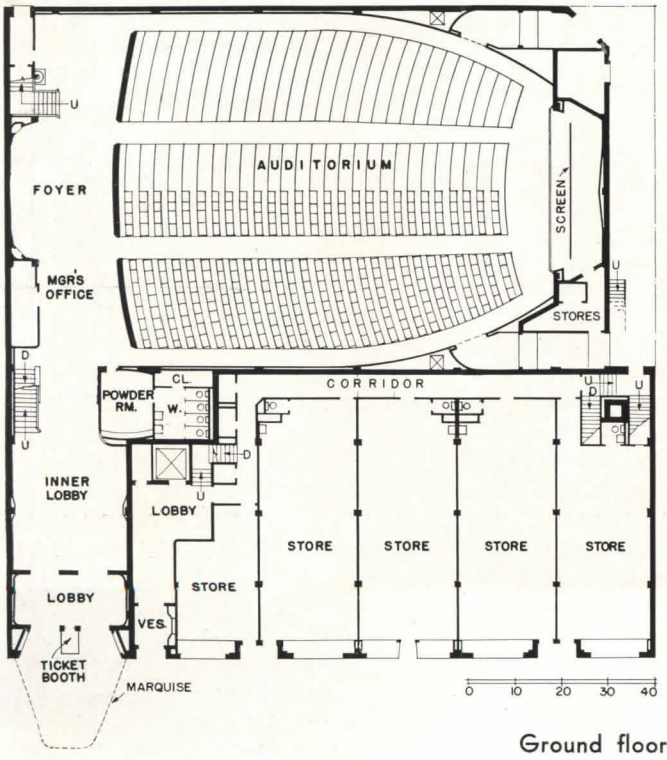 U
AUDITORIUM
FOYER
SCREEN
MGR'S
OFFICE
U
STORES
D
CL.
CORRIDOR
U
D
U
POWDER
RM.
W.
U
D
U
INNER
LOBBY
LOBBY
STORE
STORE
STORE
STORE
STORE
LOBBY
VES.
TICKET
BOOTH
MARQUISE
0 10 20 30 40
Ground floor